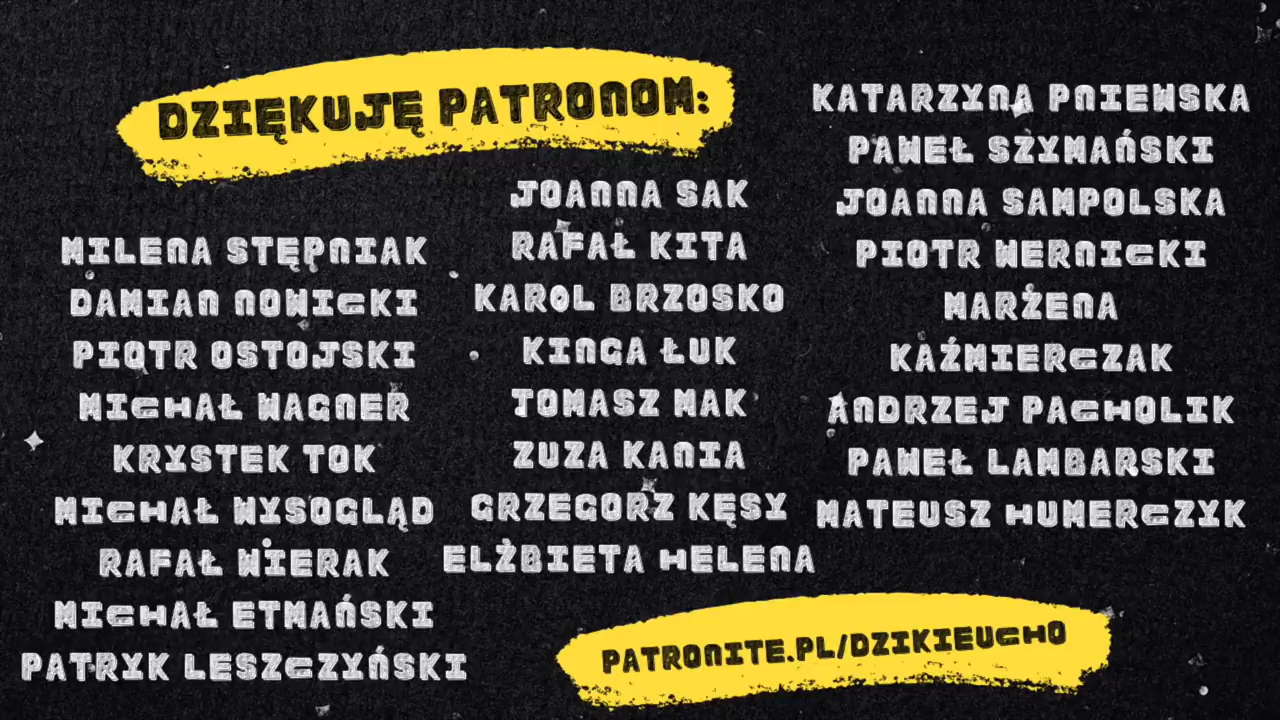 DZIĘKUJĘ PATRONOM:
MILENA STĘPNIAK
DAMIAN NOWICKI
PIOTR OSTOJSKI
MICHAŁ WAGNER
KRYSTEK TOK
MICHAŁ WYSOGLĄD
RAFAŁ WIERAK
MICHAŁ ETMAŃSKI
PATRYK LESZCZYŃSKI
JOANNA SAK
RAFAŁ KITA
KAROL BRZOSKO
KINGA ŁUK
TOMASZ MAK
ZUZA KANIA
GRZEGORZ KĘSY
ELŻBIETA HELENA
KATARZYNA PNIEWSKA
PAWEŁ SZYMAŃSKI
JOANNA SAMPOLSKA
PIOTR WERNICKI
MARŻENA
KAŹMIERCZAK
ANDRZEJ PACHOLIK
PAWEŁ LAMBARSKI
MATEUSZ HUMERCZYK
PATRONITE.PL/DZIKIEUCHO